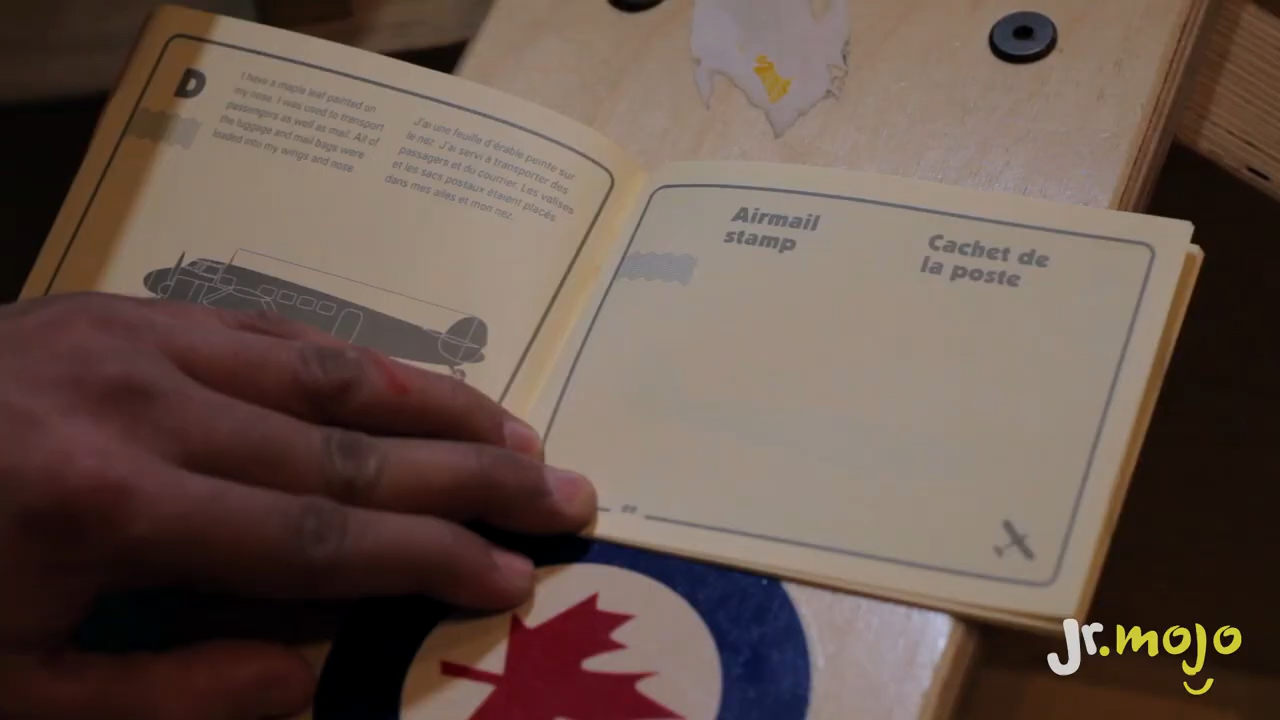 D
I have a maple leaf painted on
my nose. I was used to transport
passengers as well as mail. All of
the luggage and mail bags were
loaded into my wings and nose.
J'ai une feuille d'érable peinte sur
le nez. J'ai servi à transporter des
passagers et du courrier. Les valises
et les sacs postaux étaient placés
dans mes ailes et mon nez.
Airmail
stamp
Cachet de
la poste
Jr.mojo